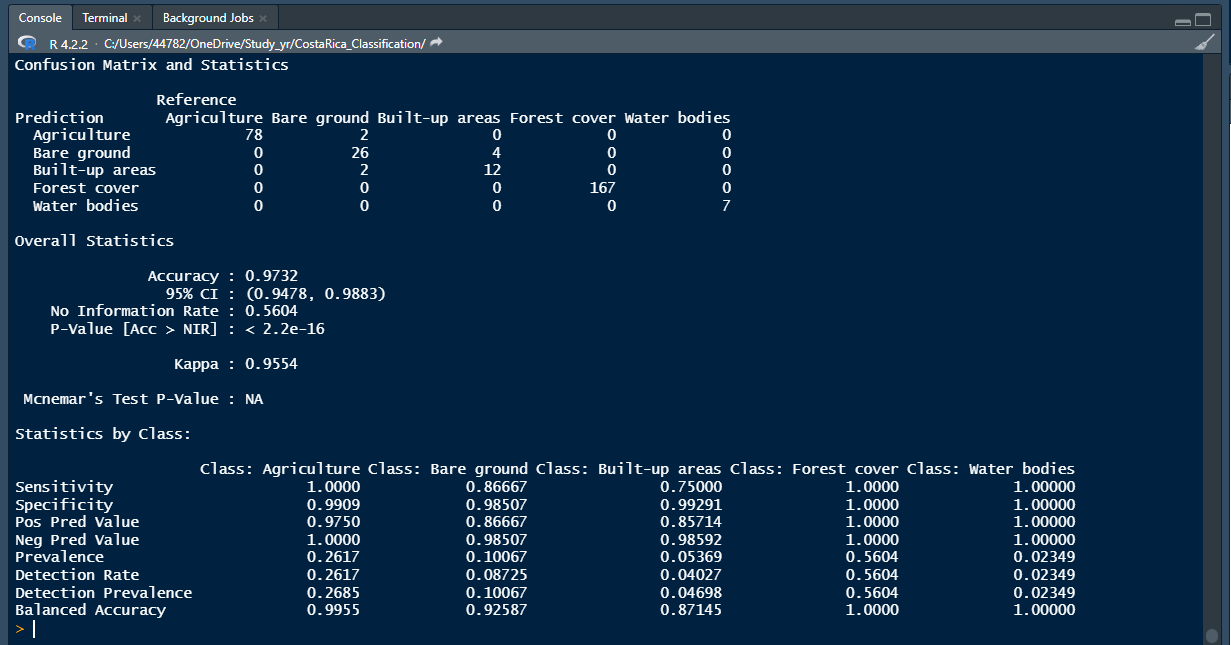 Console Terminal Background Jobs
R 4.2.2 · C:/Users/44782/OneDrive/Study_yr/CostaRica_Classification/
Confusion Matrix and Statistics
Reference
Prediction Agriculture Bare ground Built-up areas Forest cover Water bodies
Agriculture 78 2 0 0 0
Bare ground 0 26 4 0 0
Built-up areas 0 2 12 0 0
Forest cover 0 0 0 167 0
Water bodies 0 0 0 0 7
Overall Statistics
Accuracy : 0.9732
95% CI : (0.9478, 0.9883)
No Information Rate : 0.5604
P-Value [Acc > NIR] : < 2.2e-16
Kappa : 0.9554
Mcnemar's Test P-Value : NA
Statistics by Class:
Class: Agriculture Class: Bare ground Class: Built-up areas Class: Forest cover Class: Water bodies
Sensitivity 1.0000 0.86667 0.75000 1.0000 1.00000
Specificity 0.9909 0.98507 0.99291 1.0000 1.00000
Pos Pred Value 0.9750 0.86667 0.85714 1.0000 1.00000
Neg Pred Value 1.0000 0.98507 0.98592 1.0000 1.00000
Prevalence 0.2617 0.10067 0.05369 0.5604 0.02349
Detection Rate 0.2617 0.08725 0.04027 0.5604 0.02349
Detection Prevalence 0.2685 0.10067 0.04698 0.5604 0.02349
Balanced Accuracy 0.9955 0.92587 0.87145 1.0000 1.00000
>